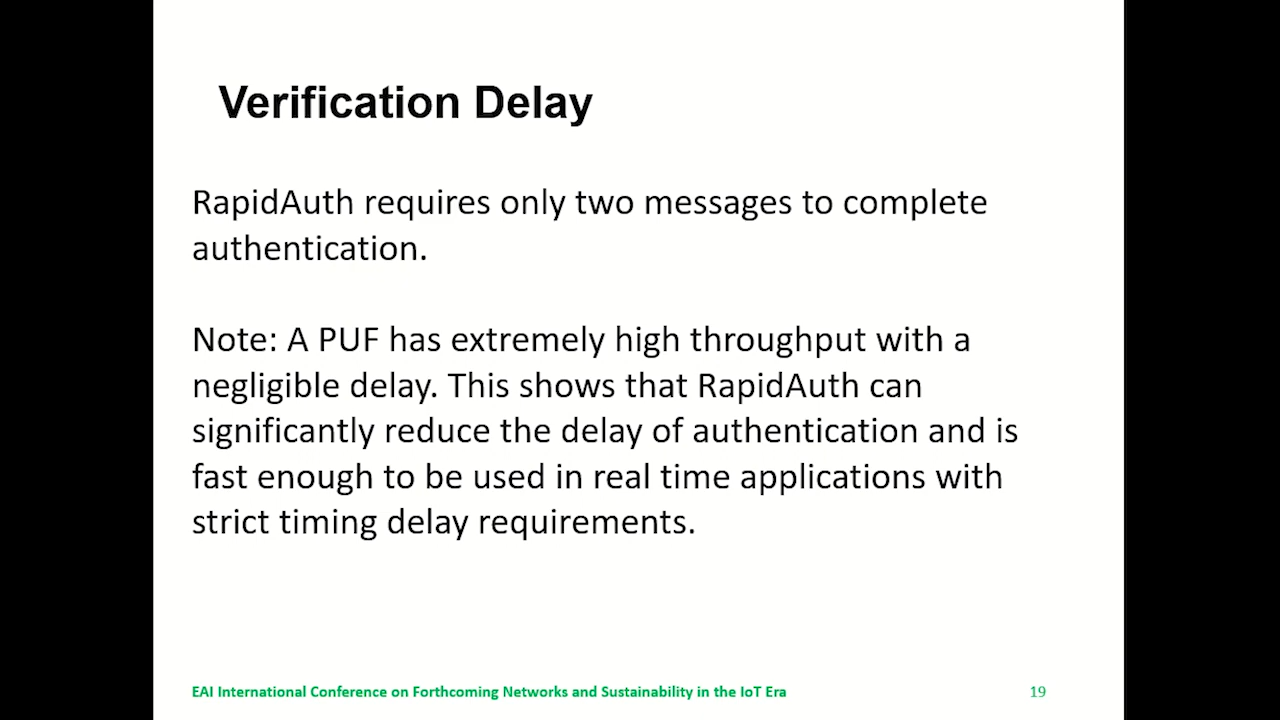 Verification Delay
RapidAuth requires only two messages to complete
authentication.
Note: A PUF has extremely high throughput with a
negligible delay. This shows that RapidAuth can
significantly reduce the delay of authentication and is
fast enough to be used in real time applications with
strict timing delay requirements.
EAI International Conference on Forthcoming Networks and Sustainability in the IoT Era
19